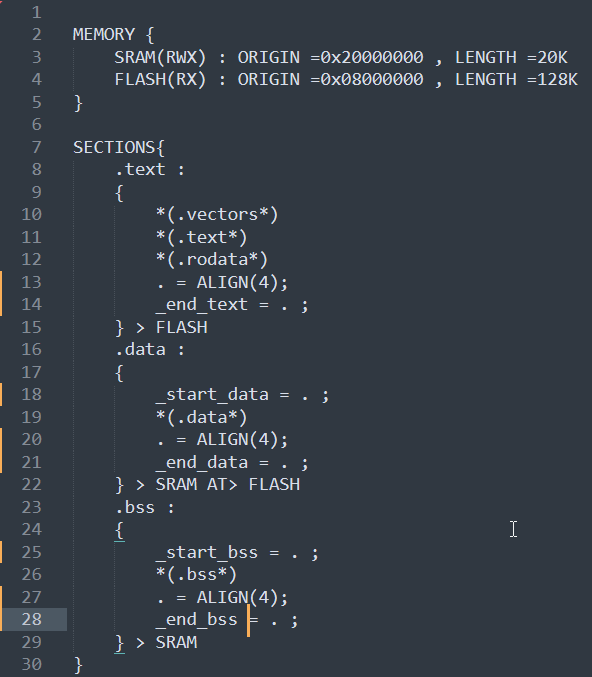 1
2 MEMORY {
3     SRAM(RWX) : ORIGIN =0x20000000 , LENGTH =20K
4     FLASH(RX) : ORIGIN =0x08000000 , LENGTH =128K
5 }
6
7 SECTIONS{
8     .text :
9     {
10         *(.vectors*)
11         *(.text*)
12         *(.rodata*)
13         . = ALIGN(4);
14         _end_text = . ;
15     } > FLASH
16     .data :
17     {
18         _start_data = . ;
19         *(.data*)
20         . = ALIGN(4);
21         _end_data = . ;
22     } > SRAM AT> FLASH
23     .bss :
24     {
25         _start_bss = . ;
26         *(.bss*)
27         . = ALIGN(4);
28         _end_bss = . ;
29     } > SRAM
30 }